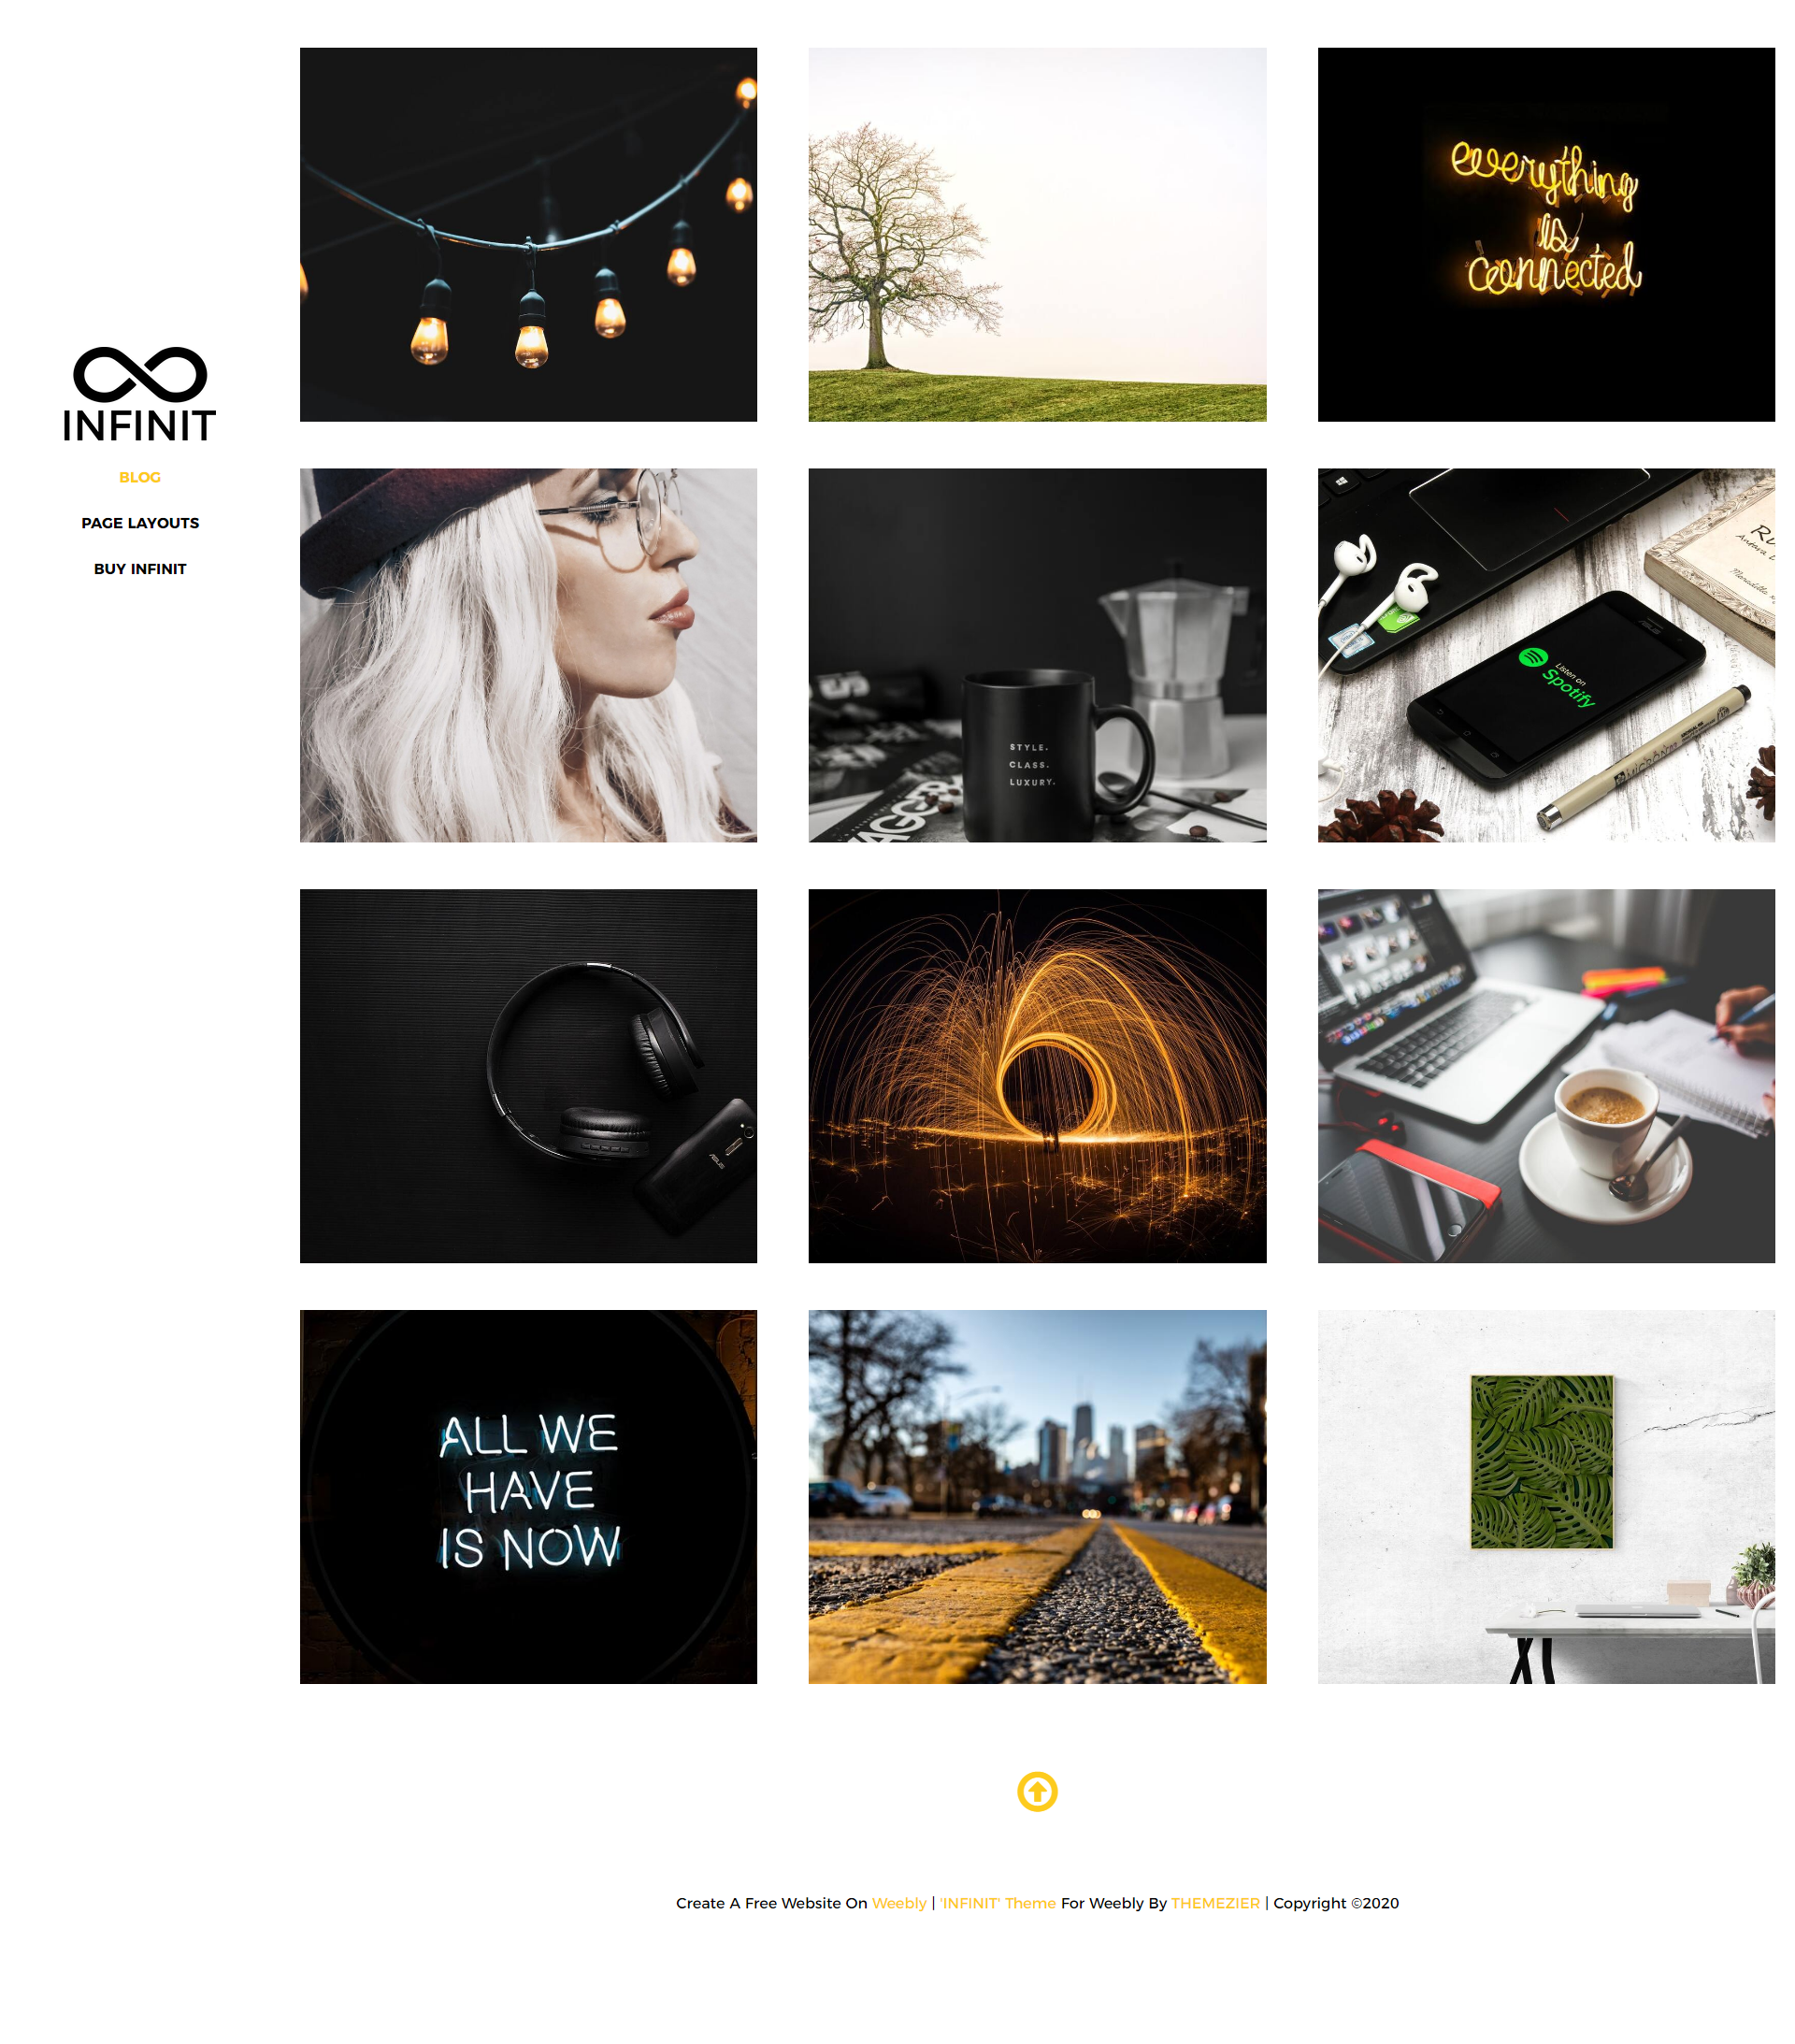 INFINIT
BLOG
PAGE LAYOUTS
BUY INFINIT
everything
is
connected
STYLE.
CLASS.
LUXURY.
Listen on
Spotify
ASUS
ALL WE
HAVE
IS NOW
Create A Free Website On Weebly | 'INFINIT' Theme For Weebly By THEMEZIER | Copyright ©2020